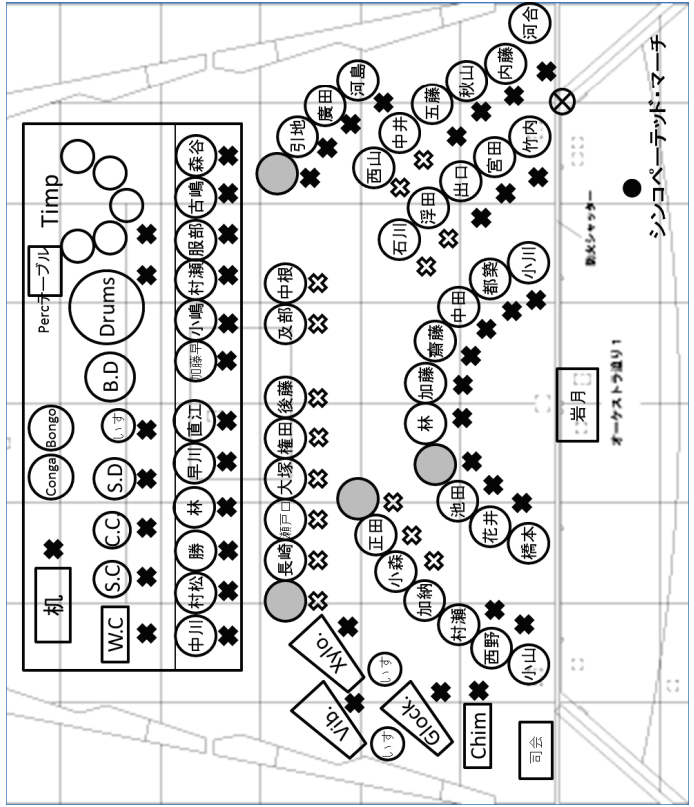 シンコペーテッド・マーチ
Timp
Percテーブル
Drums
B.D
Bongo
Conga
いす
S.D
C.C
S.C
W.C
机
森谷
古嶋
服部
村瀬
小嶋
加藤早
直江
早川
林
勝
村松
中川
河島
廣田
引地
中根
及部
後藤
権田
大塚
瀬戸口
長崎
河合
内藤
秋山
五藤
中井
西山
竹内
宮田
出口
浮田
石川
小川
都築
中田
齋藤
加藤
林
池田
花井
橋本
正田
小森
加納
村瀬
西野
小山
Xylo.
Vib.
いす
いす
Glock.
Chim
司会
岩月
防火シャッター
オーケストラ迫り1